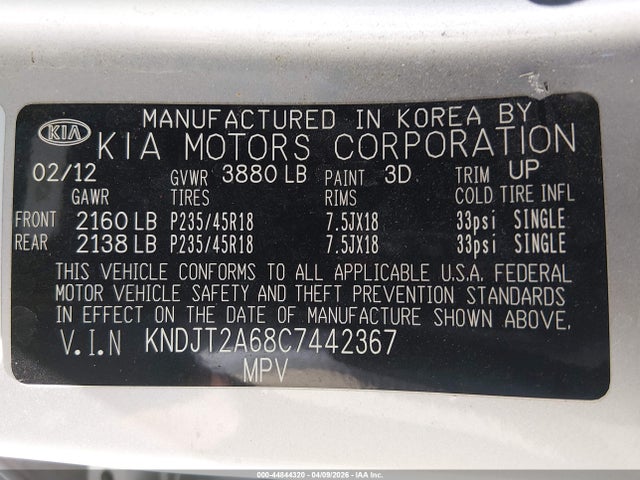 MANUFACTURED IN KOREA BY
KIA KIA MOTORS CORPORATION
02/12 GVWR 3880 LB PAINT 3D TRIM UP
GAWR TIRES RIMS COLD TIRE INFL
FRONT 2160 LB P235/45R18 7.5JX18 33psi SINGLE
REAR 2138 LB P235/45R18 7.5JX18 33psi SINGLE
THIS VEHICLE CONFORMS TO ALL APPLICABLE U.S.A. FEDERAL
MOTOR VEHICLE SAFETY AND THEFT PREVENTION STANDARDS
IN EFFECT ON THE DATE OF MANUFACTURE SHOWN ABOVE.
V.I.N KNDJT2A68C7442367
MPV
000-44844320 - 04/09/2026 - IAA Inc.